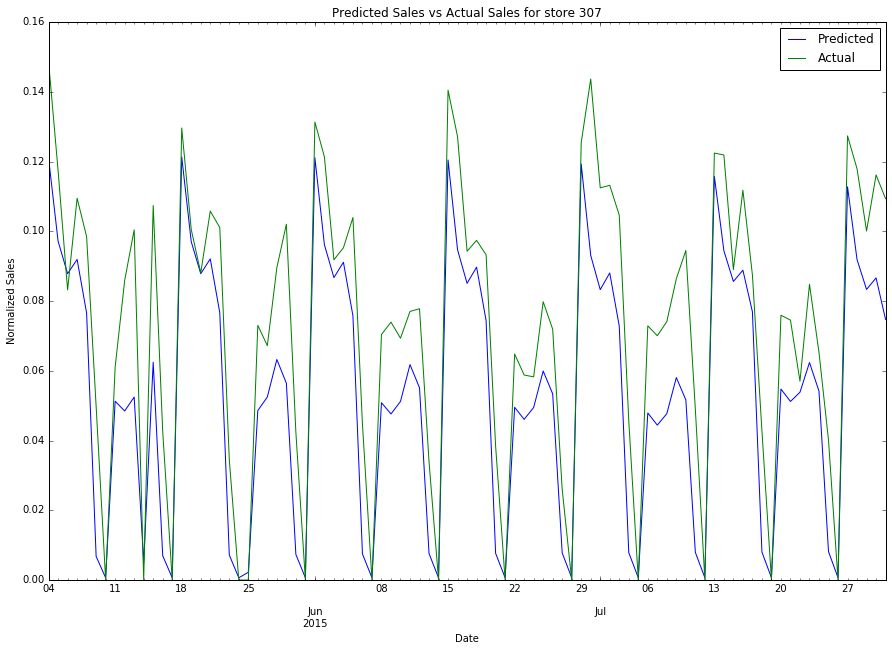 Predicted Sales vs Actual Sales for store 307
Predicted
Actual
0.16
0.14
0.12
0.10
0.08
0.06
0.04
0.02
0.00
Normalized Sales
04 11 18 25 08 15 22 29 06 13 20 27
Jun Jul
2015
Date